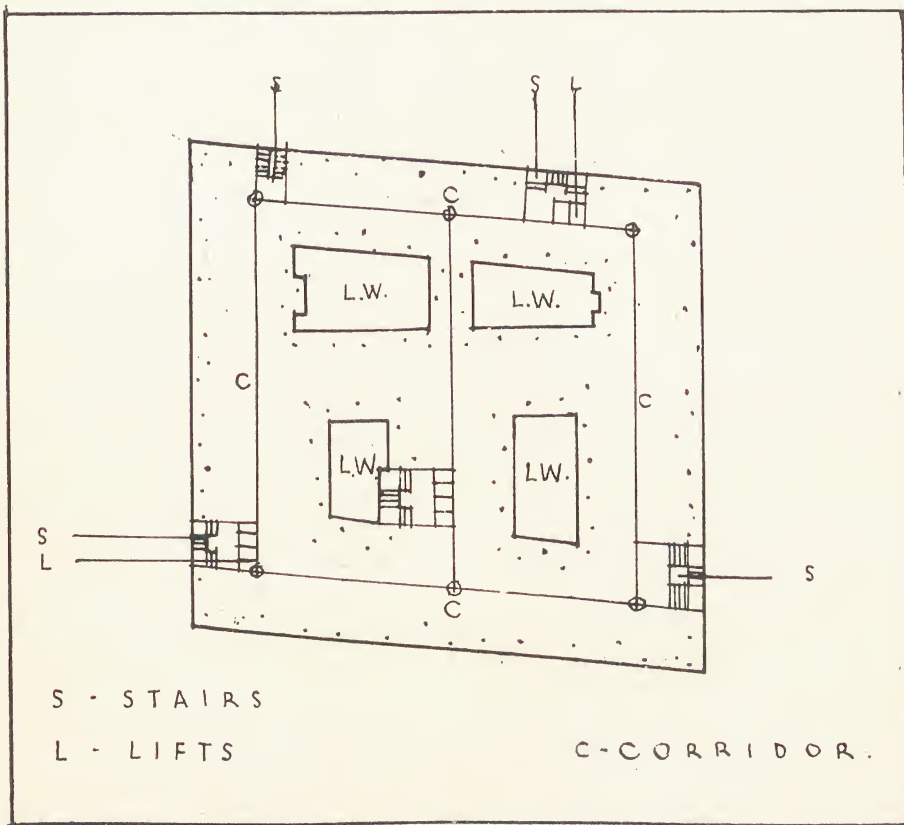 S
S L
C
L.W.
L.W.
C
C
L.W.
L.W.
S
L
S
C
S - STAIRS
L - LIFTS
C-CORRIDOR.